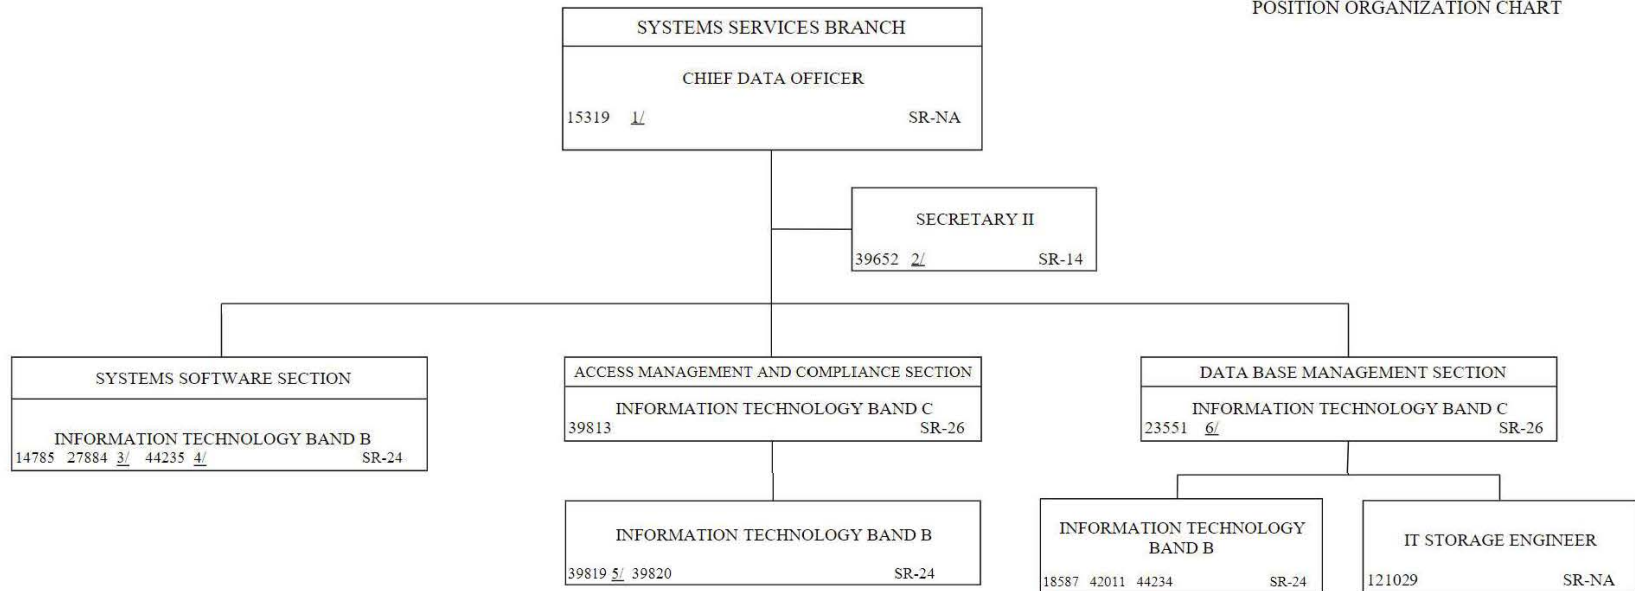 POSITION ORGANIZATION CHART
SYSTEMS SERVICES BRANCH
CHIEF DATA OFFICER
15319 1/ SR-NA
SECRETARY II
39652 2/ SR-14
SYSTEMS SOFTWARE SECTION
INFORMATION TECHNOLOGY BAND B
14785 27884 3/ 44235 4/ SR-24
ACCESS MANAGEMENT AND COMPLIANCE SECTION
INFORMATION TECHNOLOGY BAND C
39813 SR-26
INFORMATION TECHNOLOGY BAND B
39819 5/ 39820 SR-24
DATA BASE MANAGEMENT SECTION
INFORMATION TECHNOLOGY BAND C
23551 6/ SR-26
INFORMATION TECHNOLOGY
BAND B
18587 42011 44234 SR-24
IT STORAGE ENGINEER
121029 SR-NA